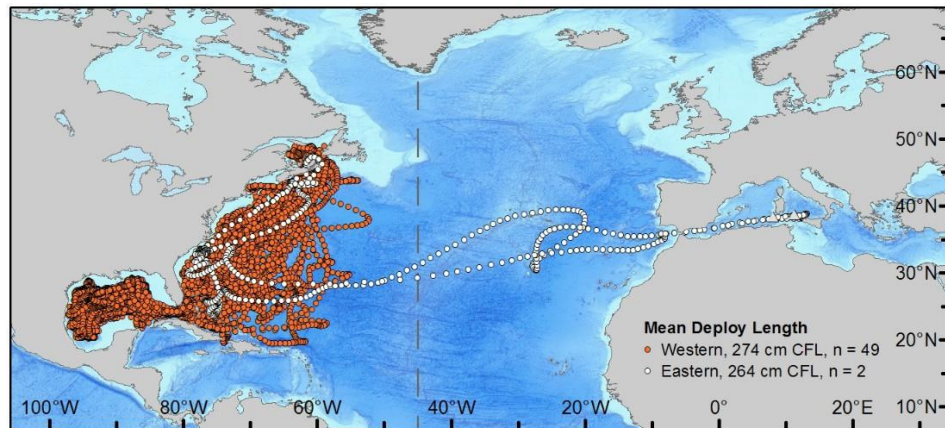 60°N
50°N
40°N
30°N
Mean Deploy Length
Western, 274 cm CFL, n = 49
Eastern, 264 cm CFL, n = 2
20°N
100°W 80°W 60°W 40°W 20°W 0° 20°E 10°N